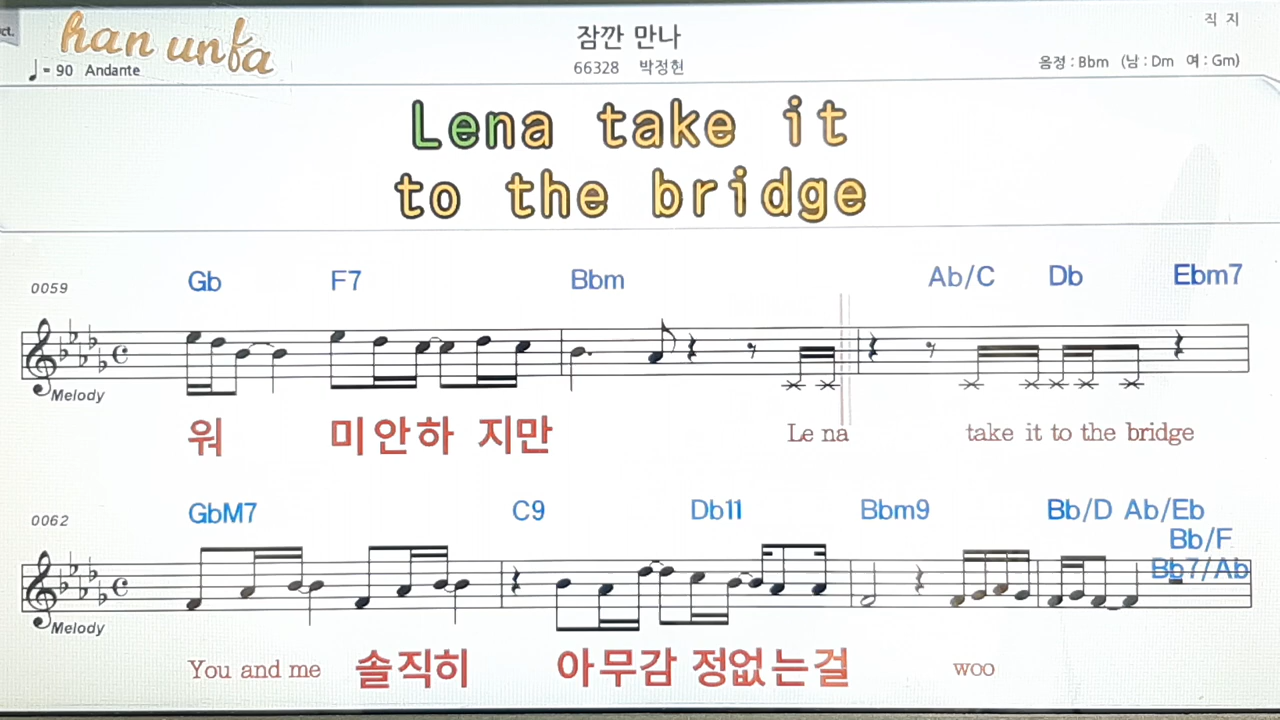 ct.
han unfa
잠깐 만나
직 지
♩= 90 Andante
66328 박정헌
음정 : Bbm (남 : Dm 여 : Gm)
Lena take it
to the bridge
0059
Gb F7 Bbm Ab/C Db Ebm7
Melody
워 미안하 지만 Le na take it to the bridge
0062
GbM7 C9 Db11 Bbm9 Bb/D Ab/Eb
Bb/F
Bb7/Ab
Melody
You and me 솔직히 아무감 정없는걸 woo